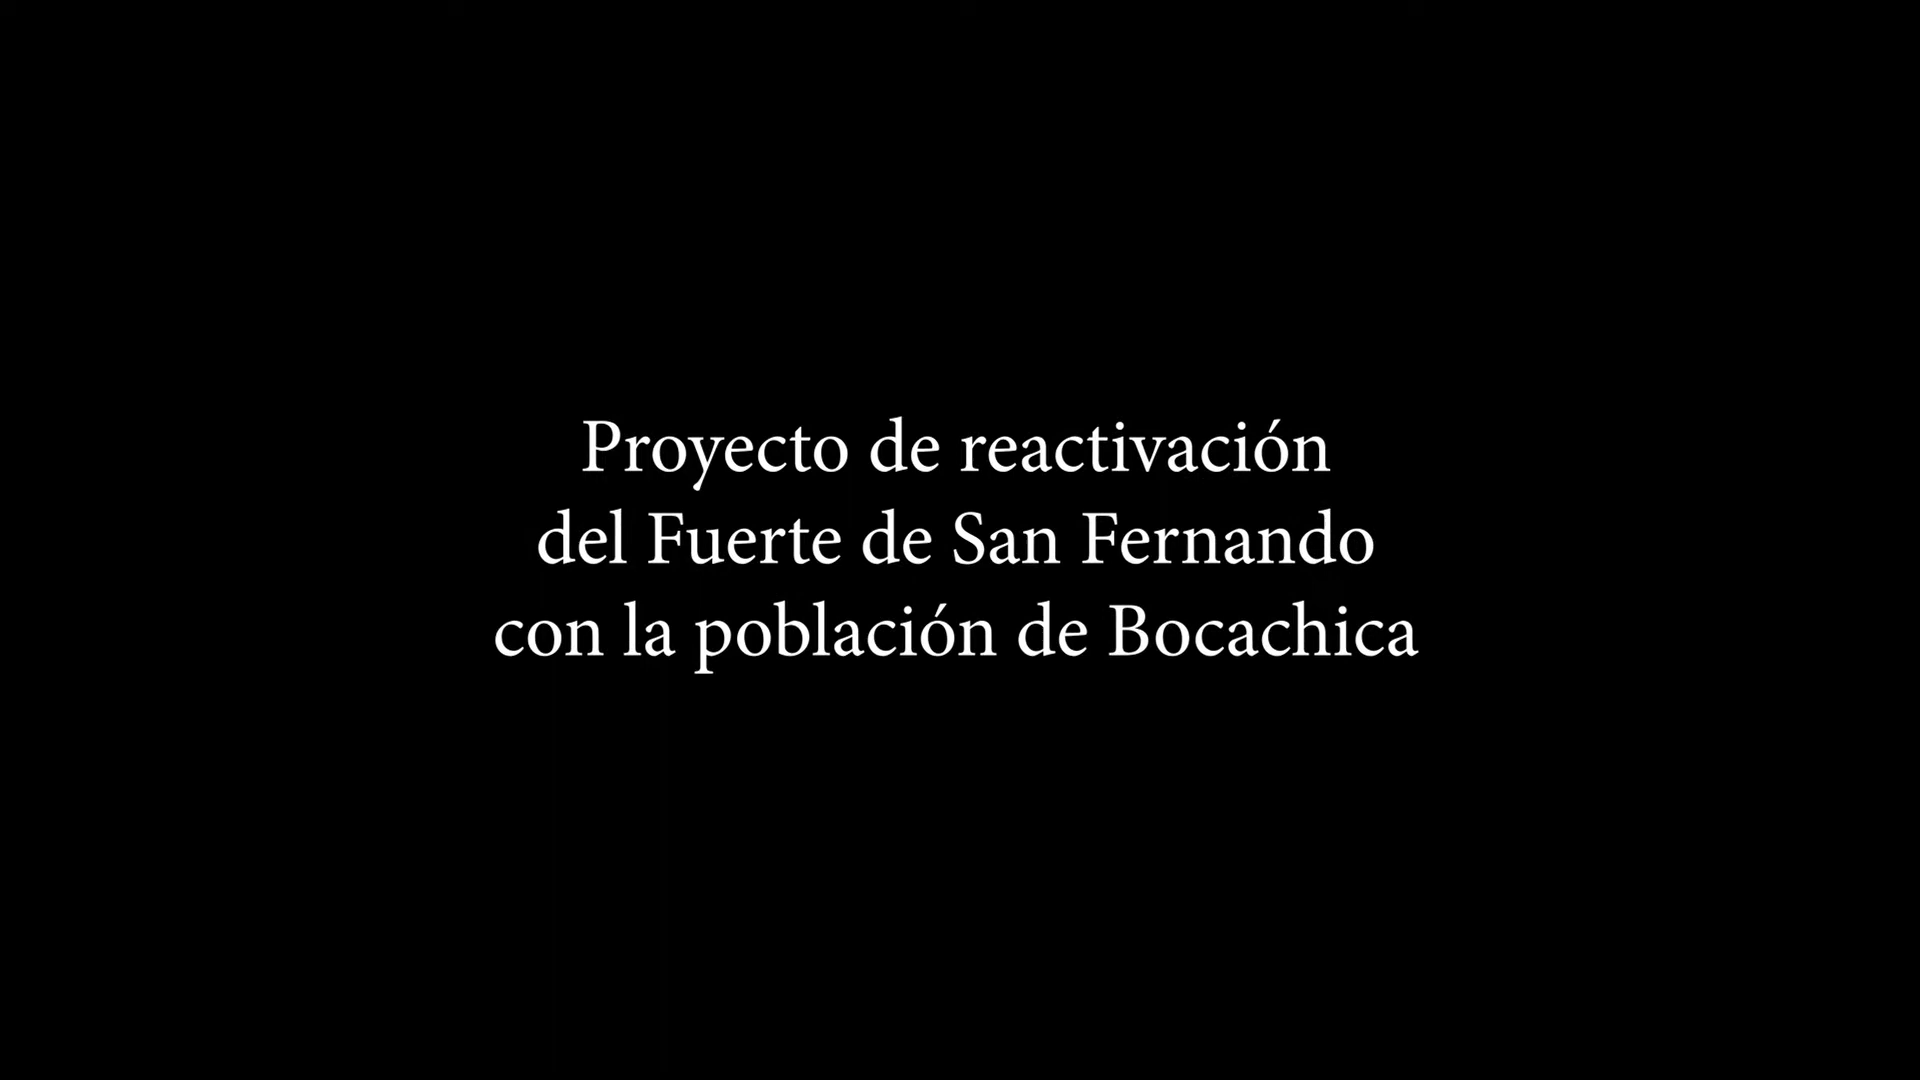 Proyecto de reactivación
del Fuerte de San Fernando
con la población de Bocachica